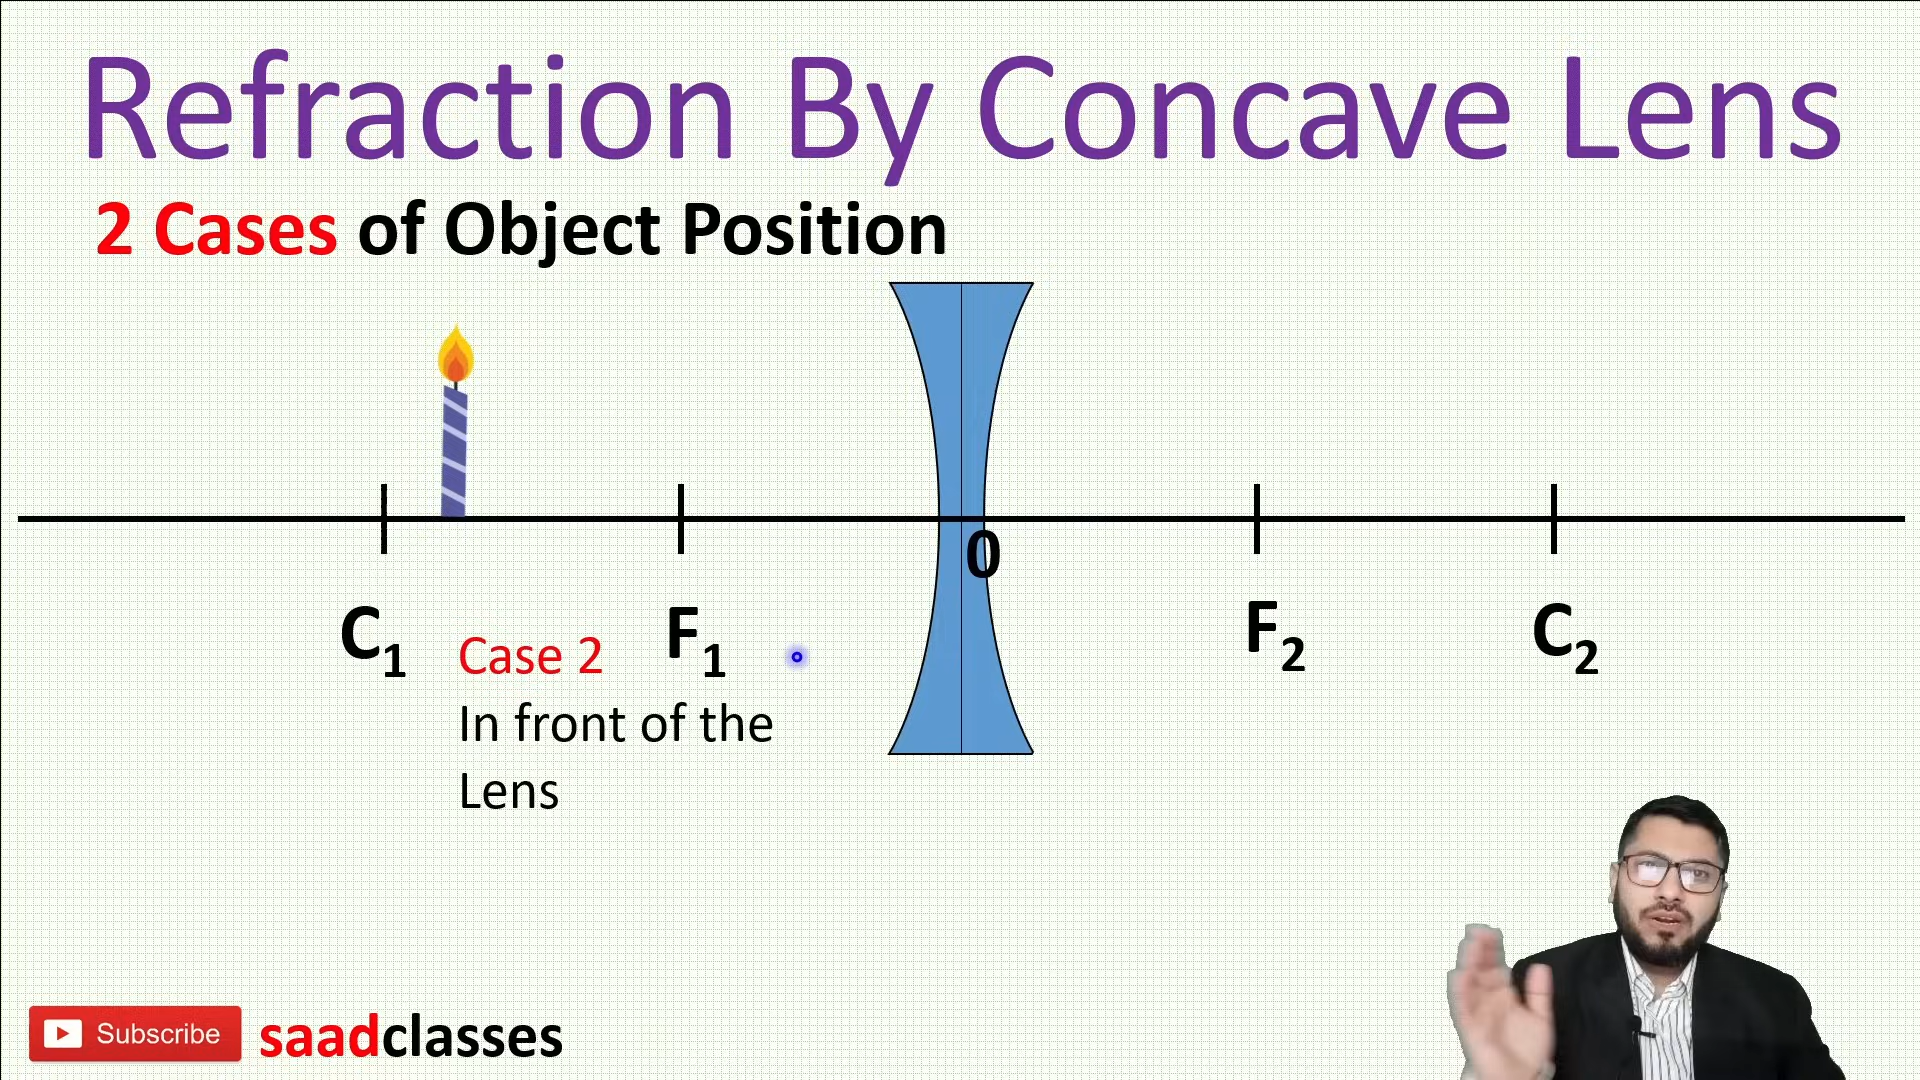 Refraction By Concave Lens
2 Cases of Object Position
0
C₁
F₁
F₂
C₂
Case 2
In front of the
Lens
Subscribe
saadclasses